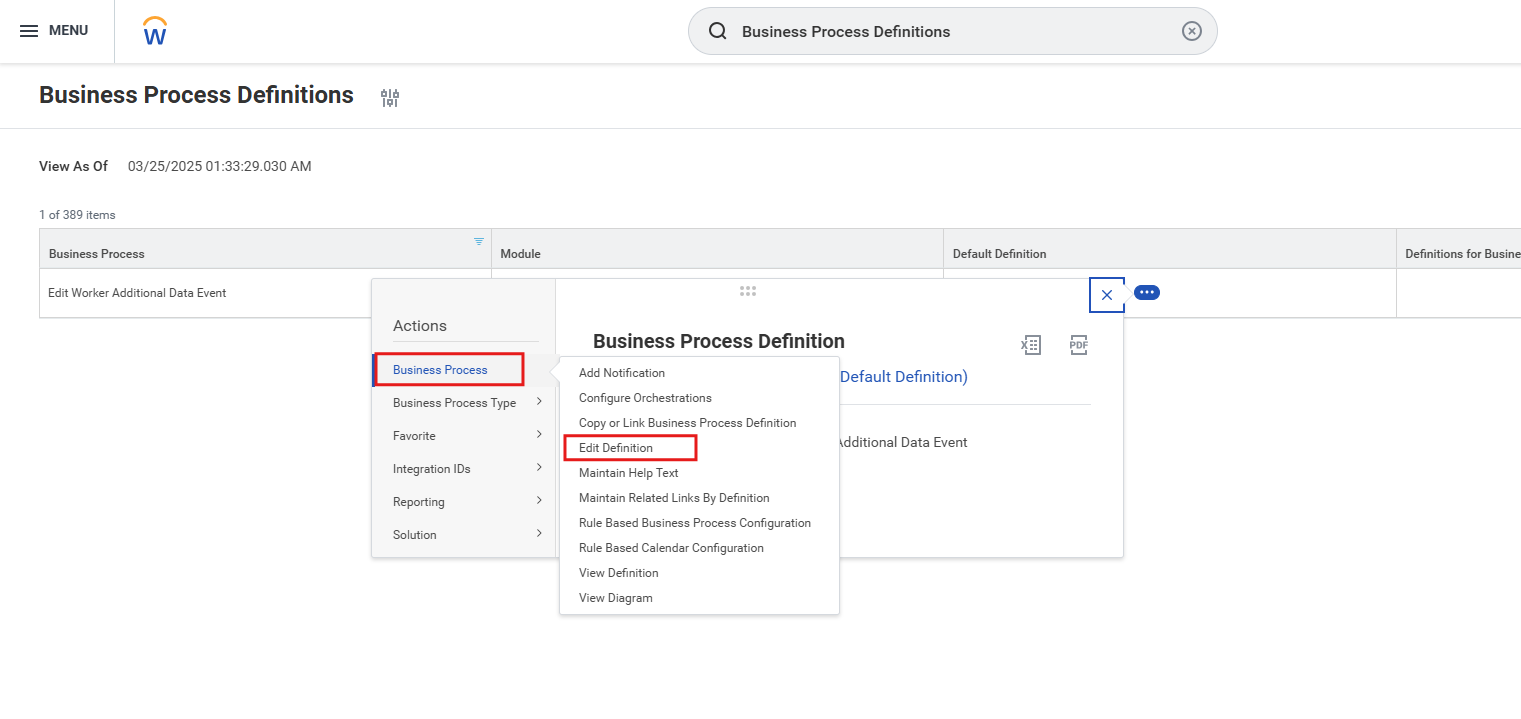 MENU
W
Business Process Definitions
Business Process Definitions
View As Of 03/25/2025 01:33:29.030 AM
1 of 389 items
Business Process Module Default Definition Definitions for Busine
Edit Worker Additional Data Event
Actions
Business Process
Business Process Type
Favorite
Integration IDs
Reporting
Solution
Business Process Definition
Default Definition)
Additional Data Event
X
PDF
Add Notification
Configure Orchestrations
Copy or Link Business Process Definition
Edit Definition
Maintain Help Text
Maintain Related Links By Definition
Rule Based Business Process Configuration
Rule Based Calendar Configuration
View Definition
View Diagram